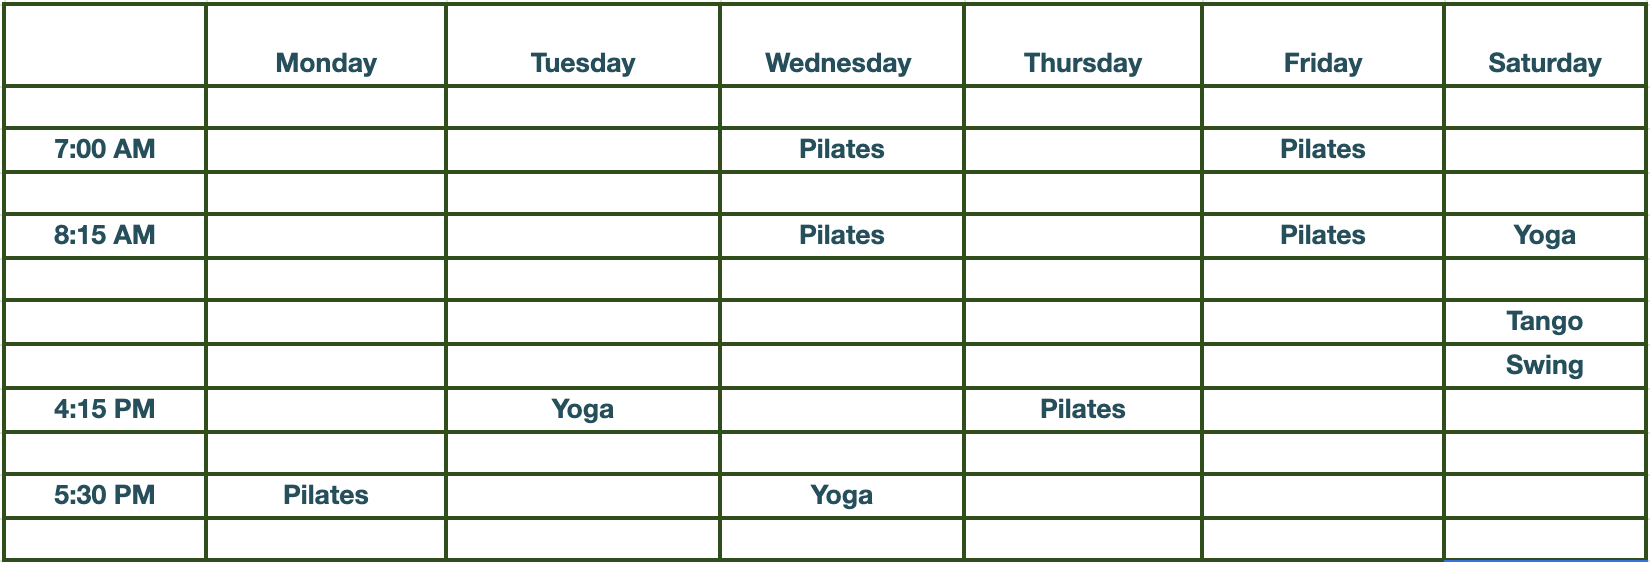 Monday Tuesday Wednesday Thursday Friday Saturday
7:00 AM Pilates Pilates
8:15 AM Pilates Pilates Yoga
Tango
Swing
4:15 PM Yoga Pilates
5:30 PM Pilates Yoga